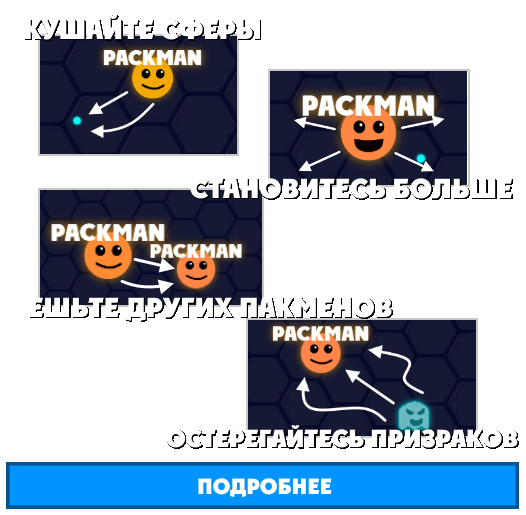 КУШАЙТЕ СФЕРЫ
PACKMAN
PACKMAN
СТАНОВИТЕСЬ БОЛЬШЕ
PACKMAN
PACKMAN
ЕШЬТЕ ДРУГИХ ПАКМЕНОВ
PACKMAN
ОСТЕРЕГАЙТЕСЬ ПРИЗРАКОВ
ПОДРОБНЕЕ